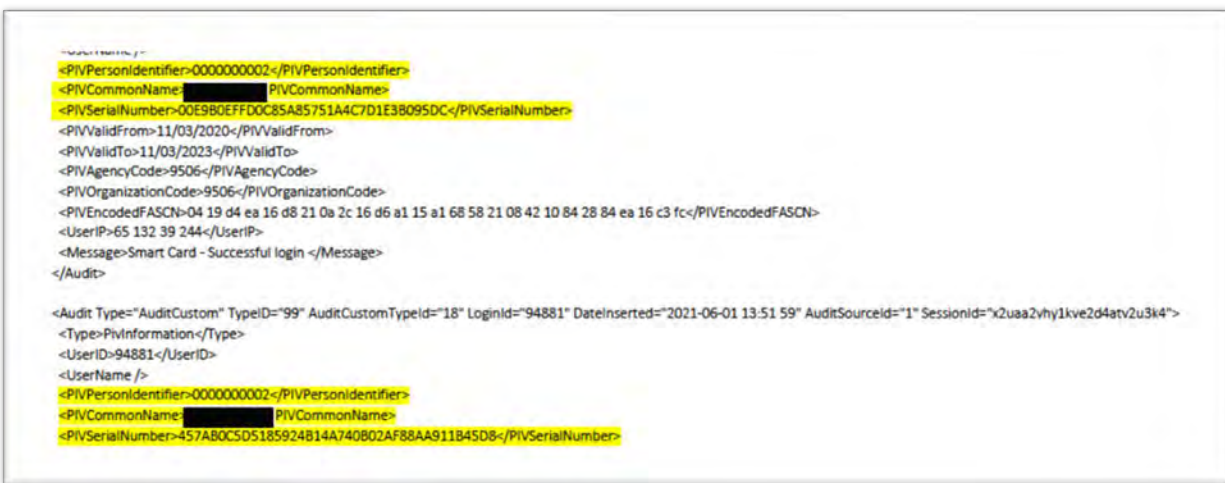 <UserName />
<PIVPersonIdentifier>0000000002</PIVPersonIdentifier>
<PIVCommonName> PIVCommonName>
<PIVSerialNumber>00E9B0EFFD0C85A85751A4C7D1E3B095DC</PIVSerialNumber>
<PIVValidFrom>11/03/2020</PIVValidFrom>
<PIVValidTo>11/03/2023</PIVValidTo>
<PIVAgencyCode>9506</PIVAgencyCode>
<PIVOrganizationCode>9506</PIVOrganizationCode>
<PIVEncodedFASCN>04 19 d4 ea 16 d8 21 0a 2c 16 d6 a1 15 a1 68 58 21 08 42 10 84 28 84 ea 16 c3 fc</PIVEncodedFASCN>
<UserIP>65 132 39 244</UserIP>
<Message>Smart Card - Successful login </Message>
</Audit>
<Audit Type="AuditCustom" TypeID="99" AuditCustomTypeId="18" LoginId="94881" DateInserted="2021-06-01 13:51 59" AuditSourceId="1" SessionId="x2uaa2vhy1kve2d4atv2u3k4">
<Type>PivInformation</Type>
<UserID>94881</UserID>
<UserName />
<PIVPersonIdentifier>0000000002</PIVPersonIdentifier>
<PIVCommonName> PIVCommonName>
<PIVSerialNumber>457AB0C5D5185924B14A740B02AF88AA911B45D8</PIVSerialNumber>